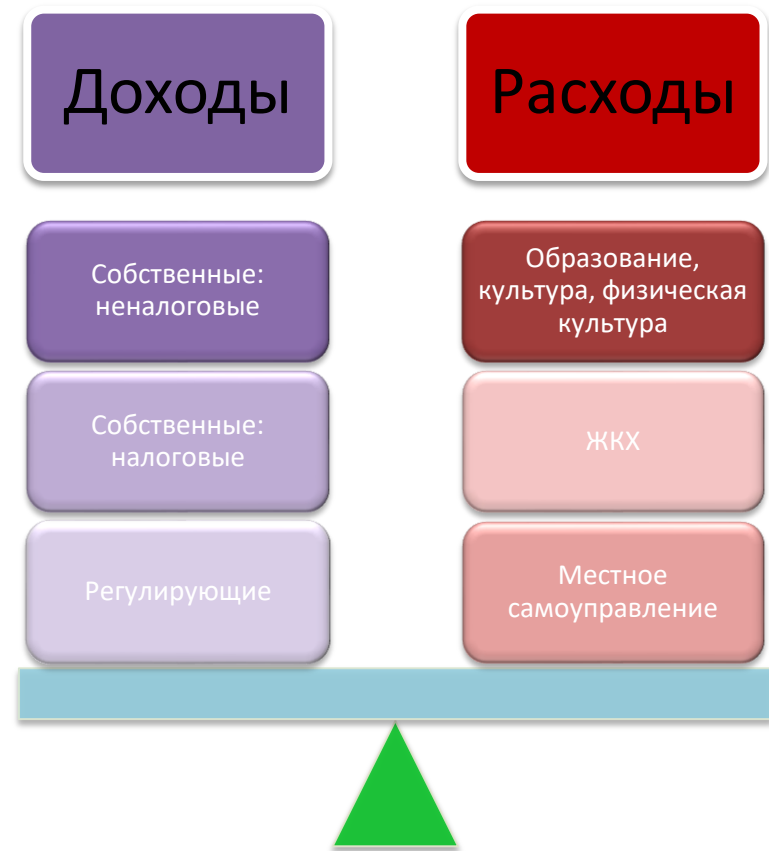 Доходы
Собственные:
неналоговые
Собственные:
налоговые
Регулирующие
Расходы
Образование,
культура, физическая
культура
ЖКХ
Местное
самоуправление